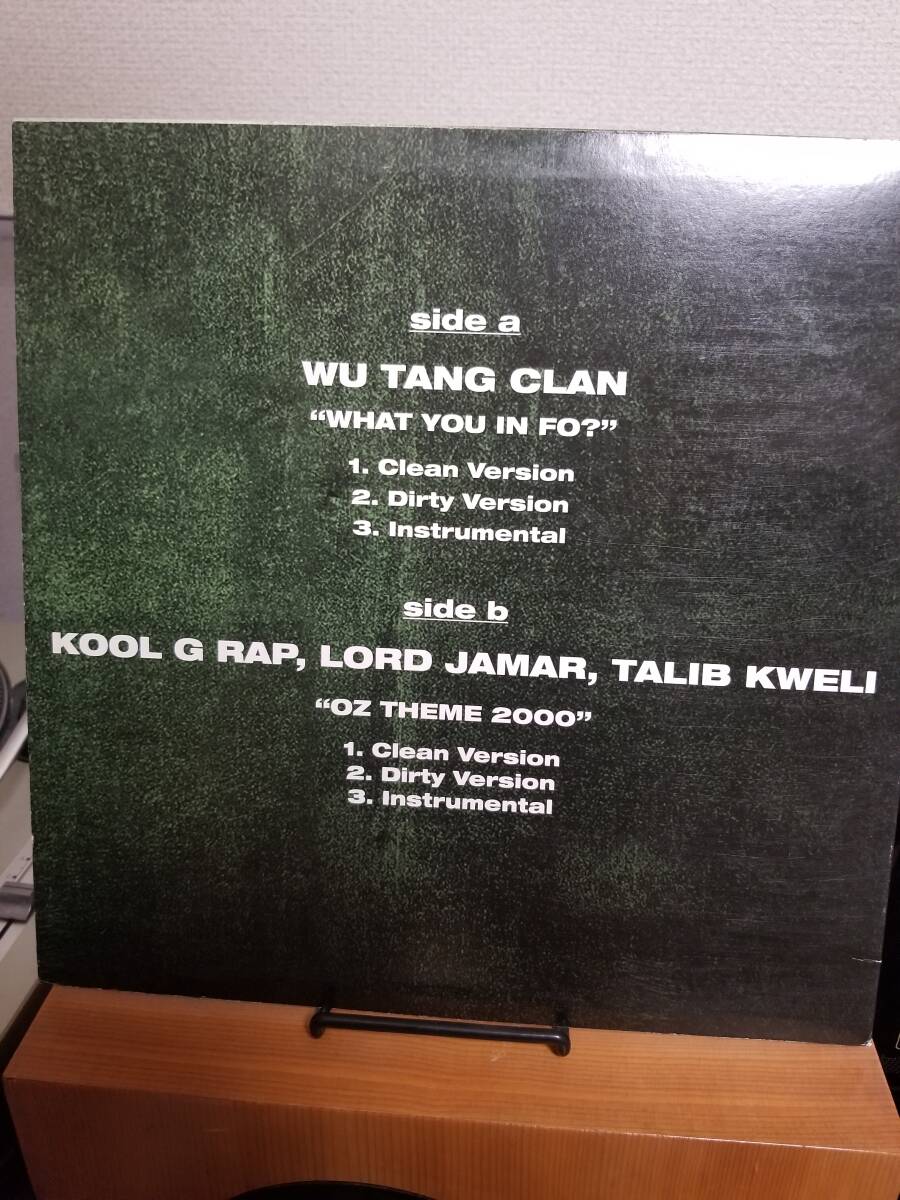 side a
WU TANG CLAN
“WHAT YOU IN FO?”
1. Clean Version
2. Dirty Version
3. Instrumental
side b
KOOL G RAP, LORD JAMAR, TALIB KWELI
“OZ THEME 2000”
1. Clean Version
2. Dirty Version
3. Instrumental